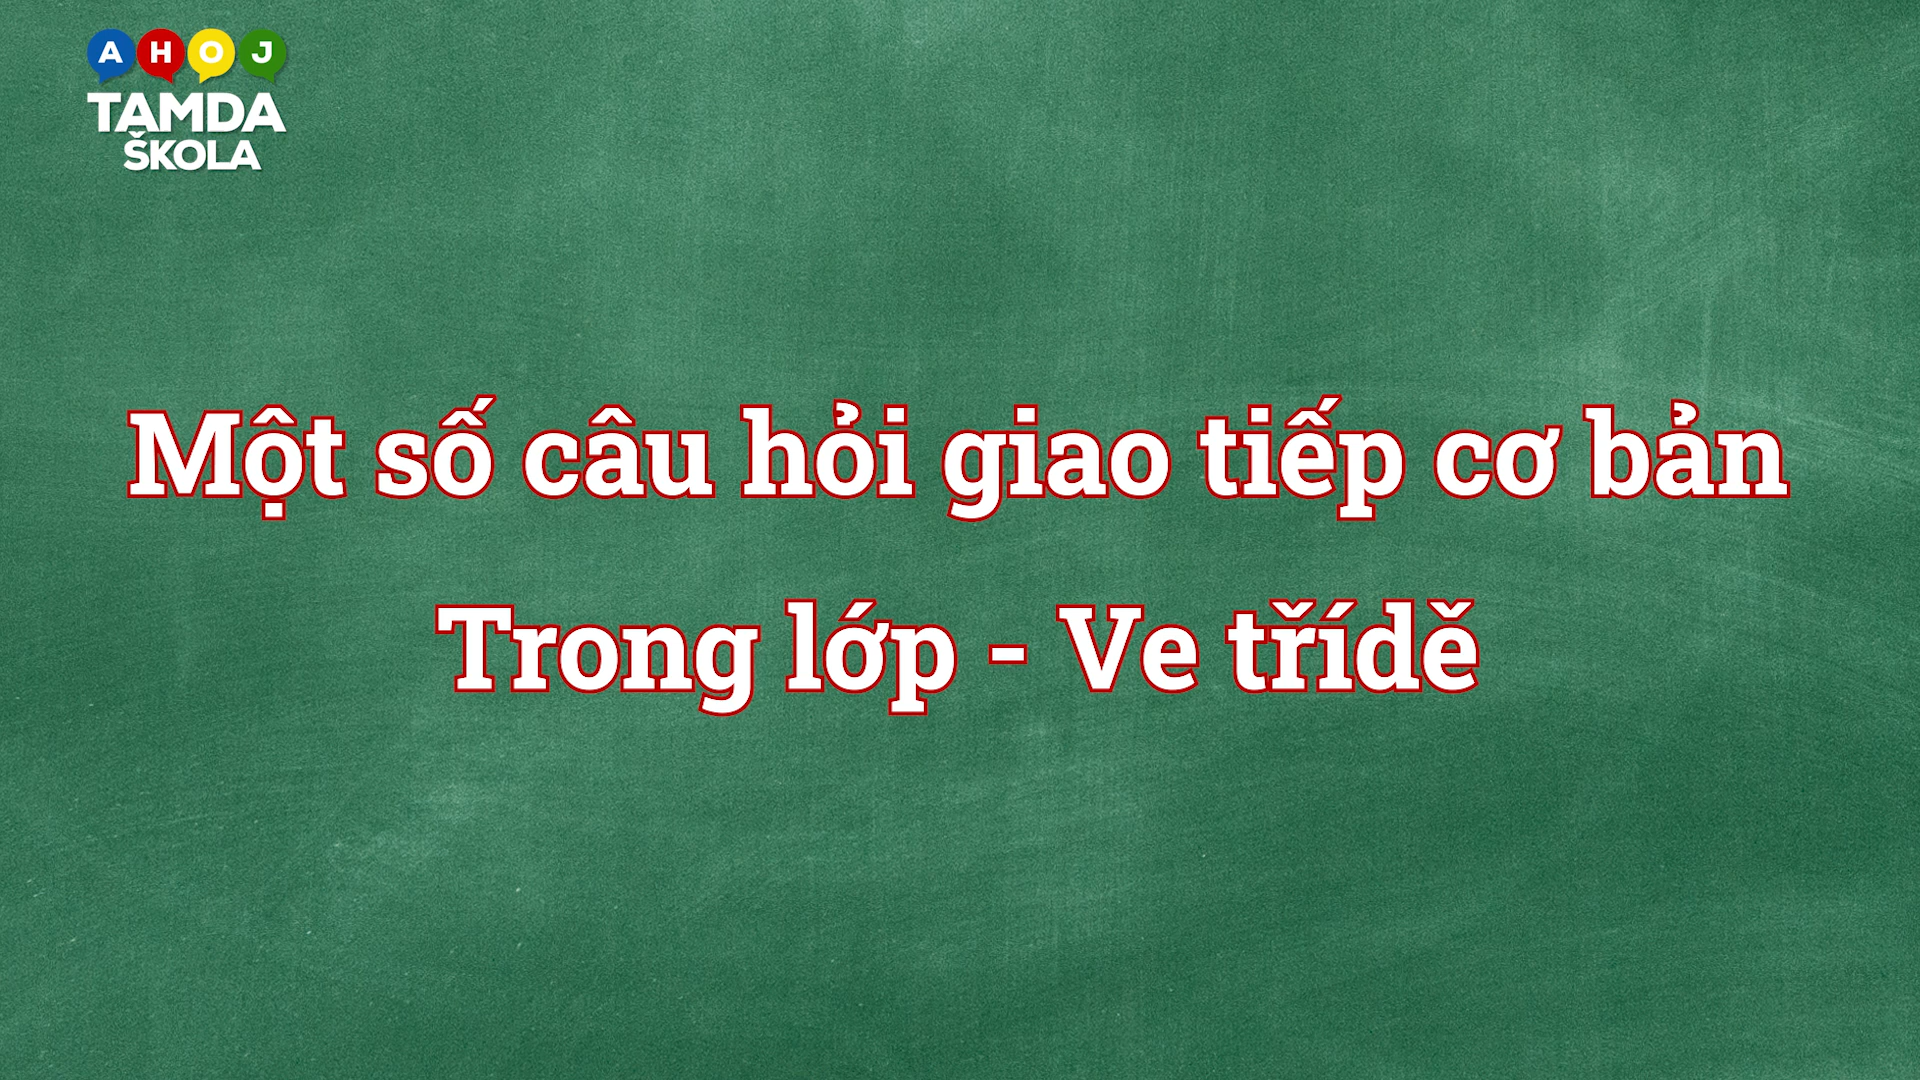 AHOJ
TAMDA
ŠKOLA
Một số câu hỏi giao tiếp cơ bản
Trong lớp - Ve třídě